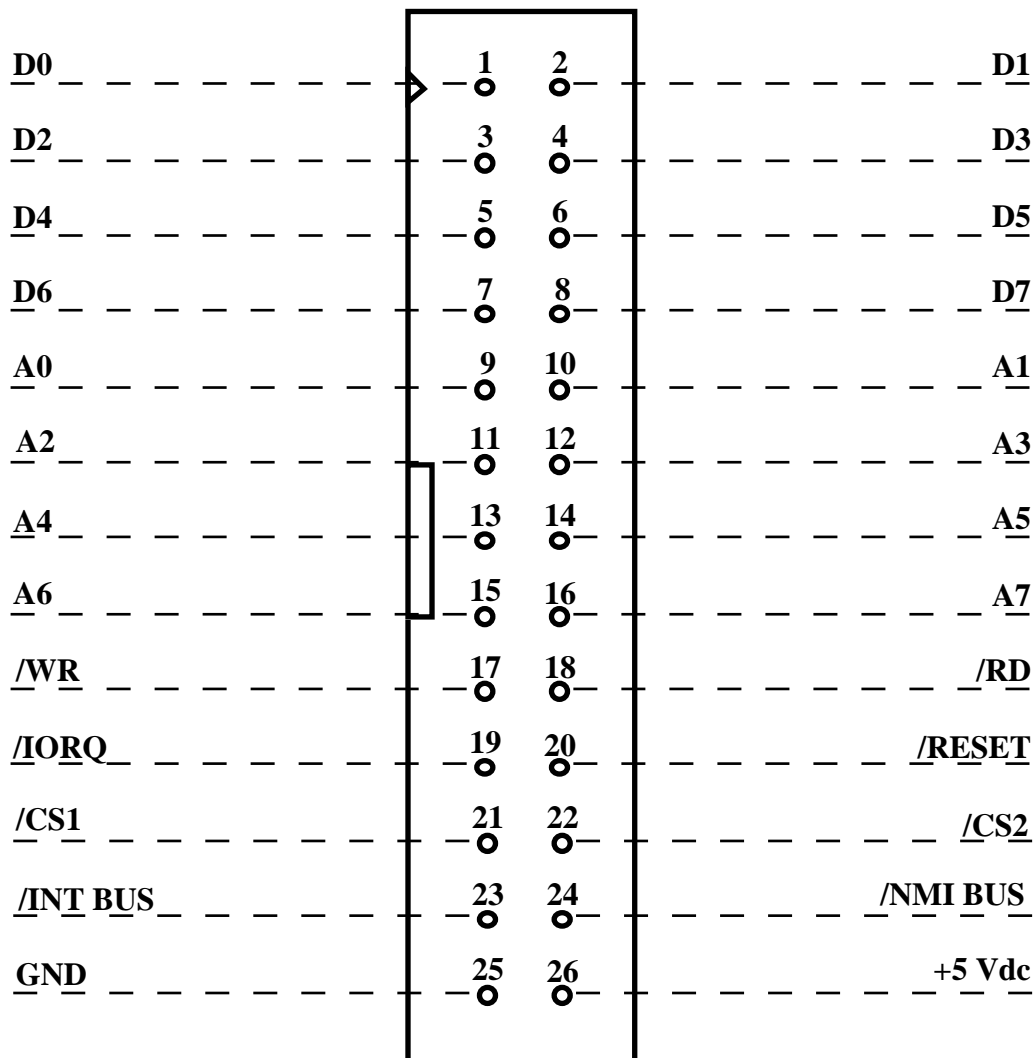 D0 1 2 D1
D2 3 4 D3
D4 5 6 D5
D6 7 8 D7
A0 9 10 A1
A2 11 12 A3
A4 13 14 A5
A6 15 16 A7
/WR 17 18 /RD
/IORQ 19 20 /RESET
/CS1 21 22 /CS2
/INT BUS 23 24 /NMI BUS
GND 25 26 +5 Vdc